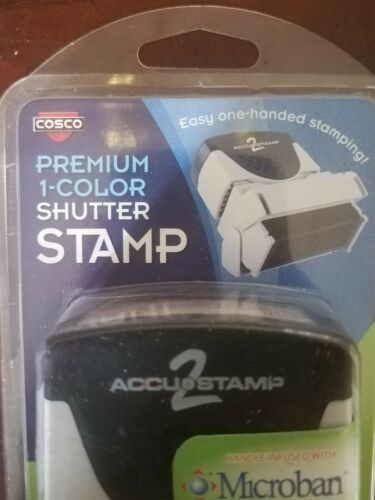 COSCO
Easy one-handed stamping!
2
ACCU STAMP
PREMIUM
1-COLOR
SHUTTER
STAMP
2
ACCU STAMP
HANDLE INFUSED WITH
Microban